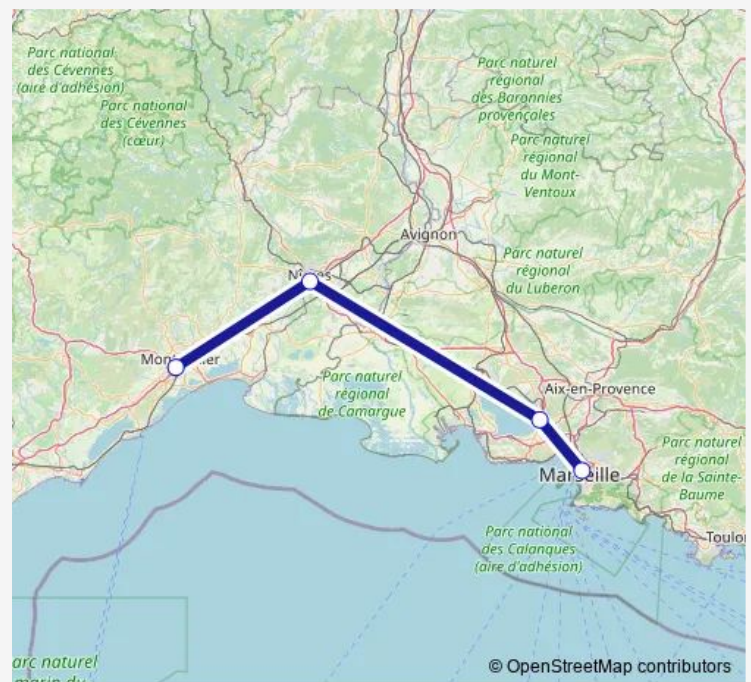 Parc national
des Cévennes
(aire d'adhésion)
Parc national
des Cévennes
(cœur)
Parc naturel
régional
des Baronnies
provençales
Parc naturel
régional
du Mont-
Ventoux
Avignon
Parc naturel
régional
du Luberon
Parc naturel
régional
de Camargue
Aix-en-Provence
Marseille
Parc naturel
régional
de la Sainte-
Baume
Parc national
des Calanques
(aire d'adhésion)
arc naturel
marin du
© OpenStreetMap contributors